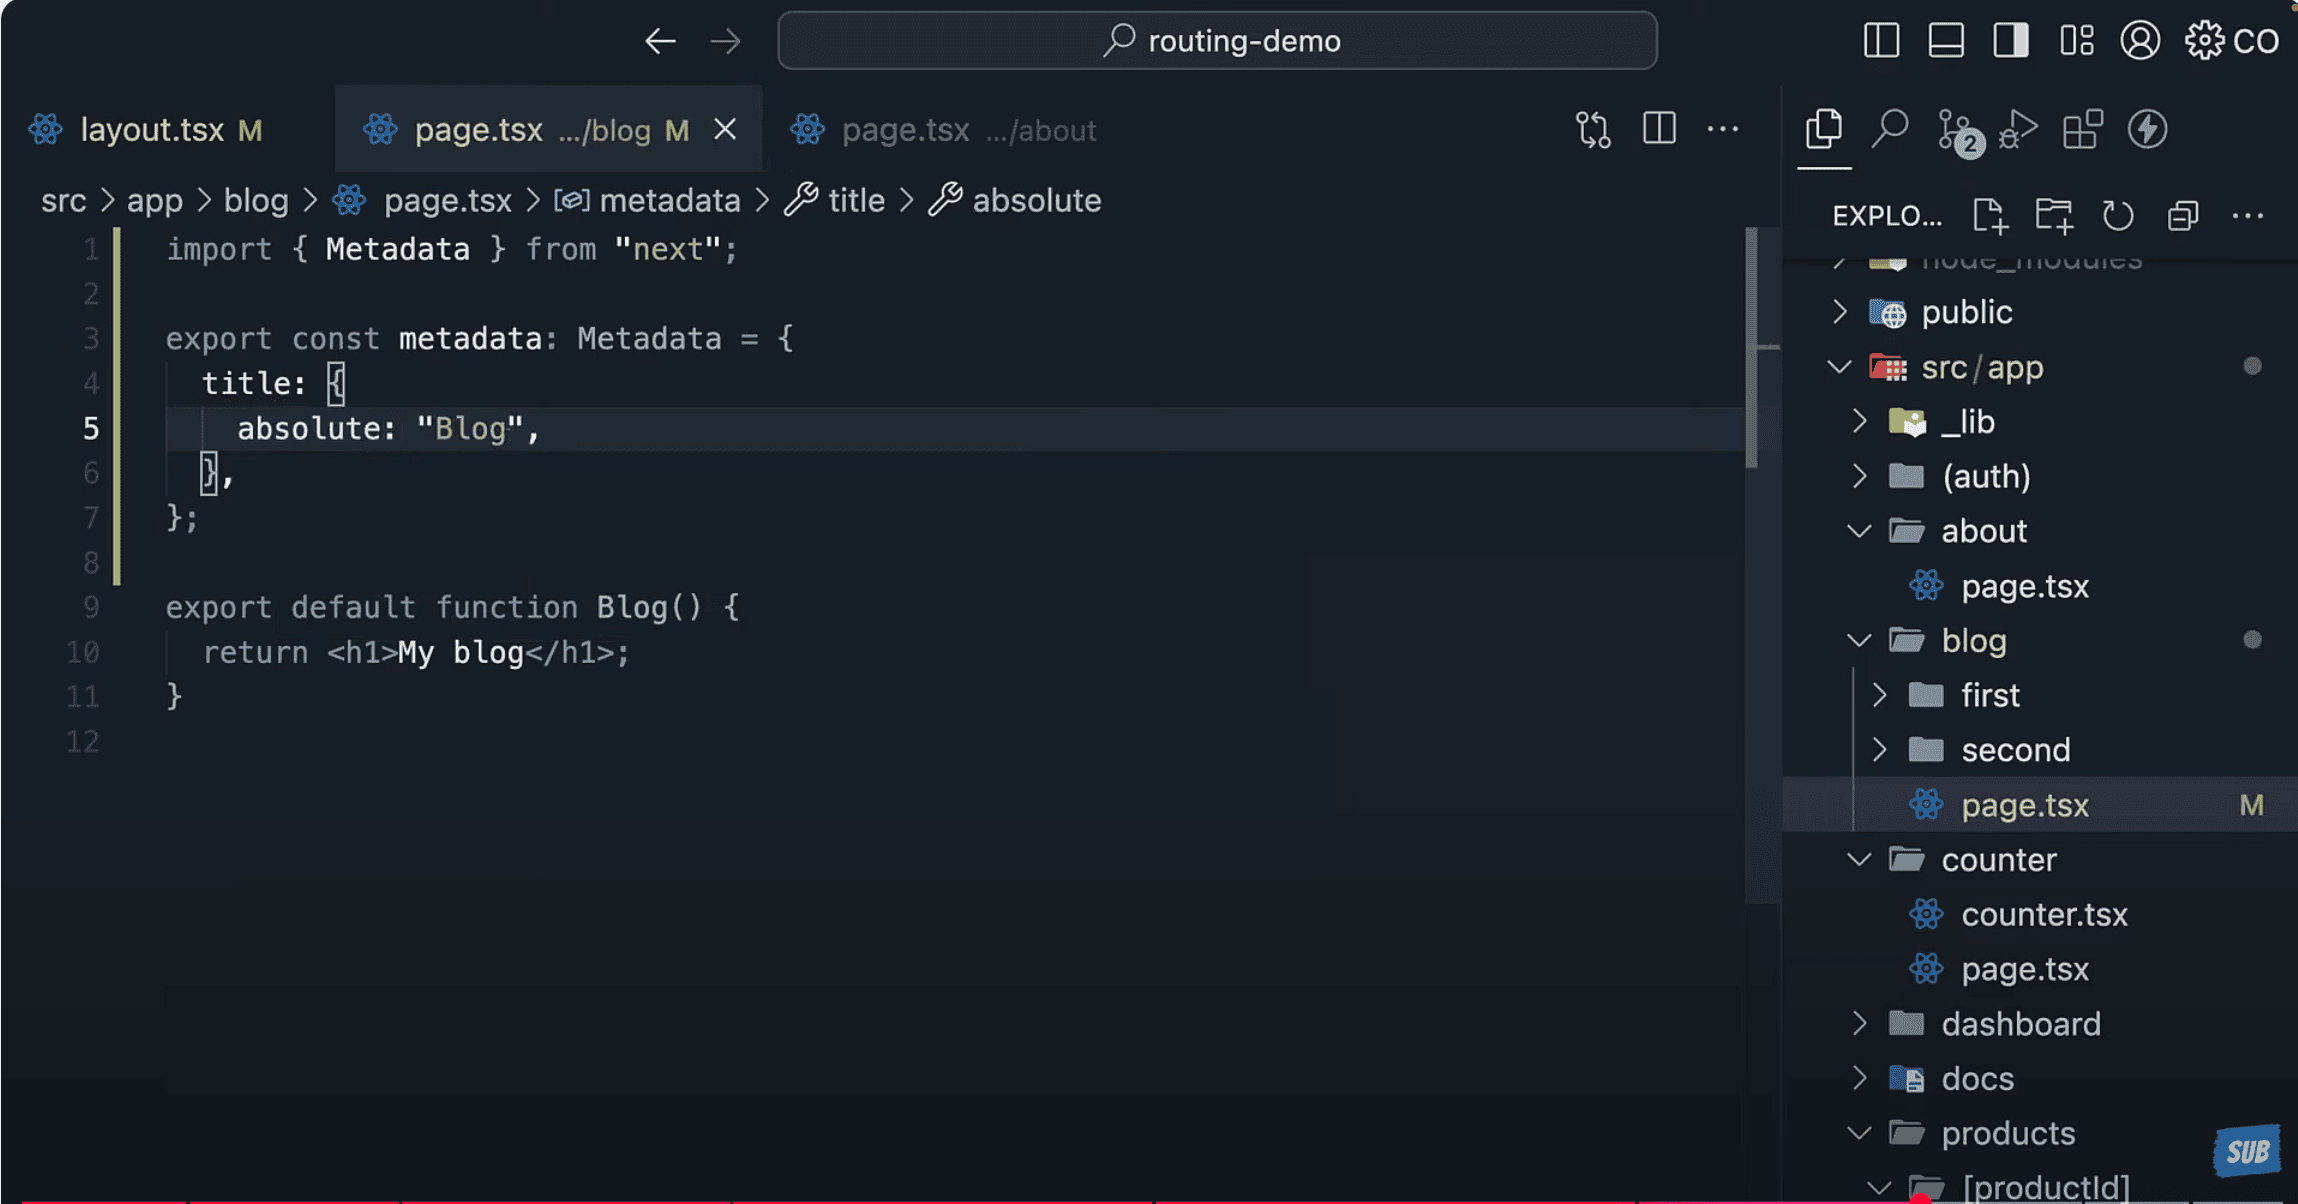 routing-demo
CO
layout.tsx M
page.tsx .../blog M
page.tsx .../about
2
src > app > blog > page.tsx > metadata > title > absolute
EXPLO...
1 import { Metadata } from "next";
2
3 export const metadata: Metadata = {
4 title: {
5 absolute: "Blog",
6 },
7 };
8
9 export default function Blog() {
10 return <h1>My blog</h1>;
11 }
12
node_modules
public
src/app
_lib
(auth)
about
page.tsx
blog
first
second
page.tsx M
counter
counter.tsx
page.tsx
dashboard
docs
products
[productId]
SUB